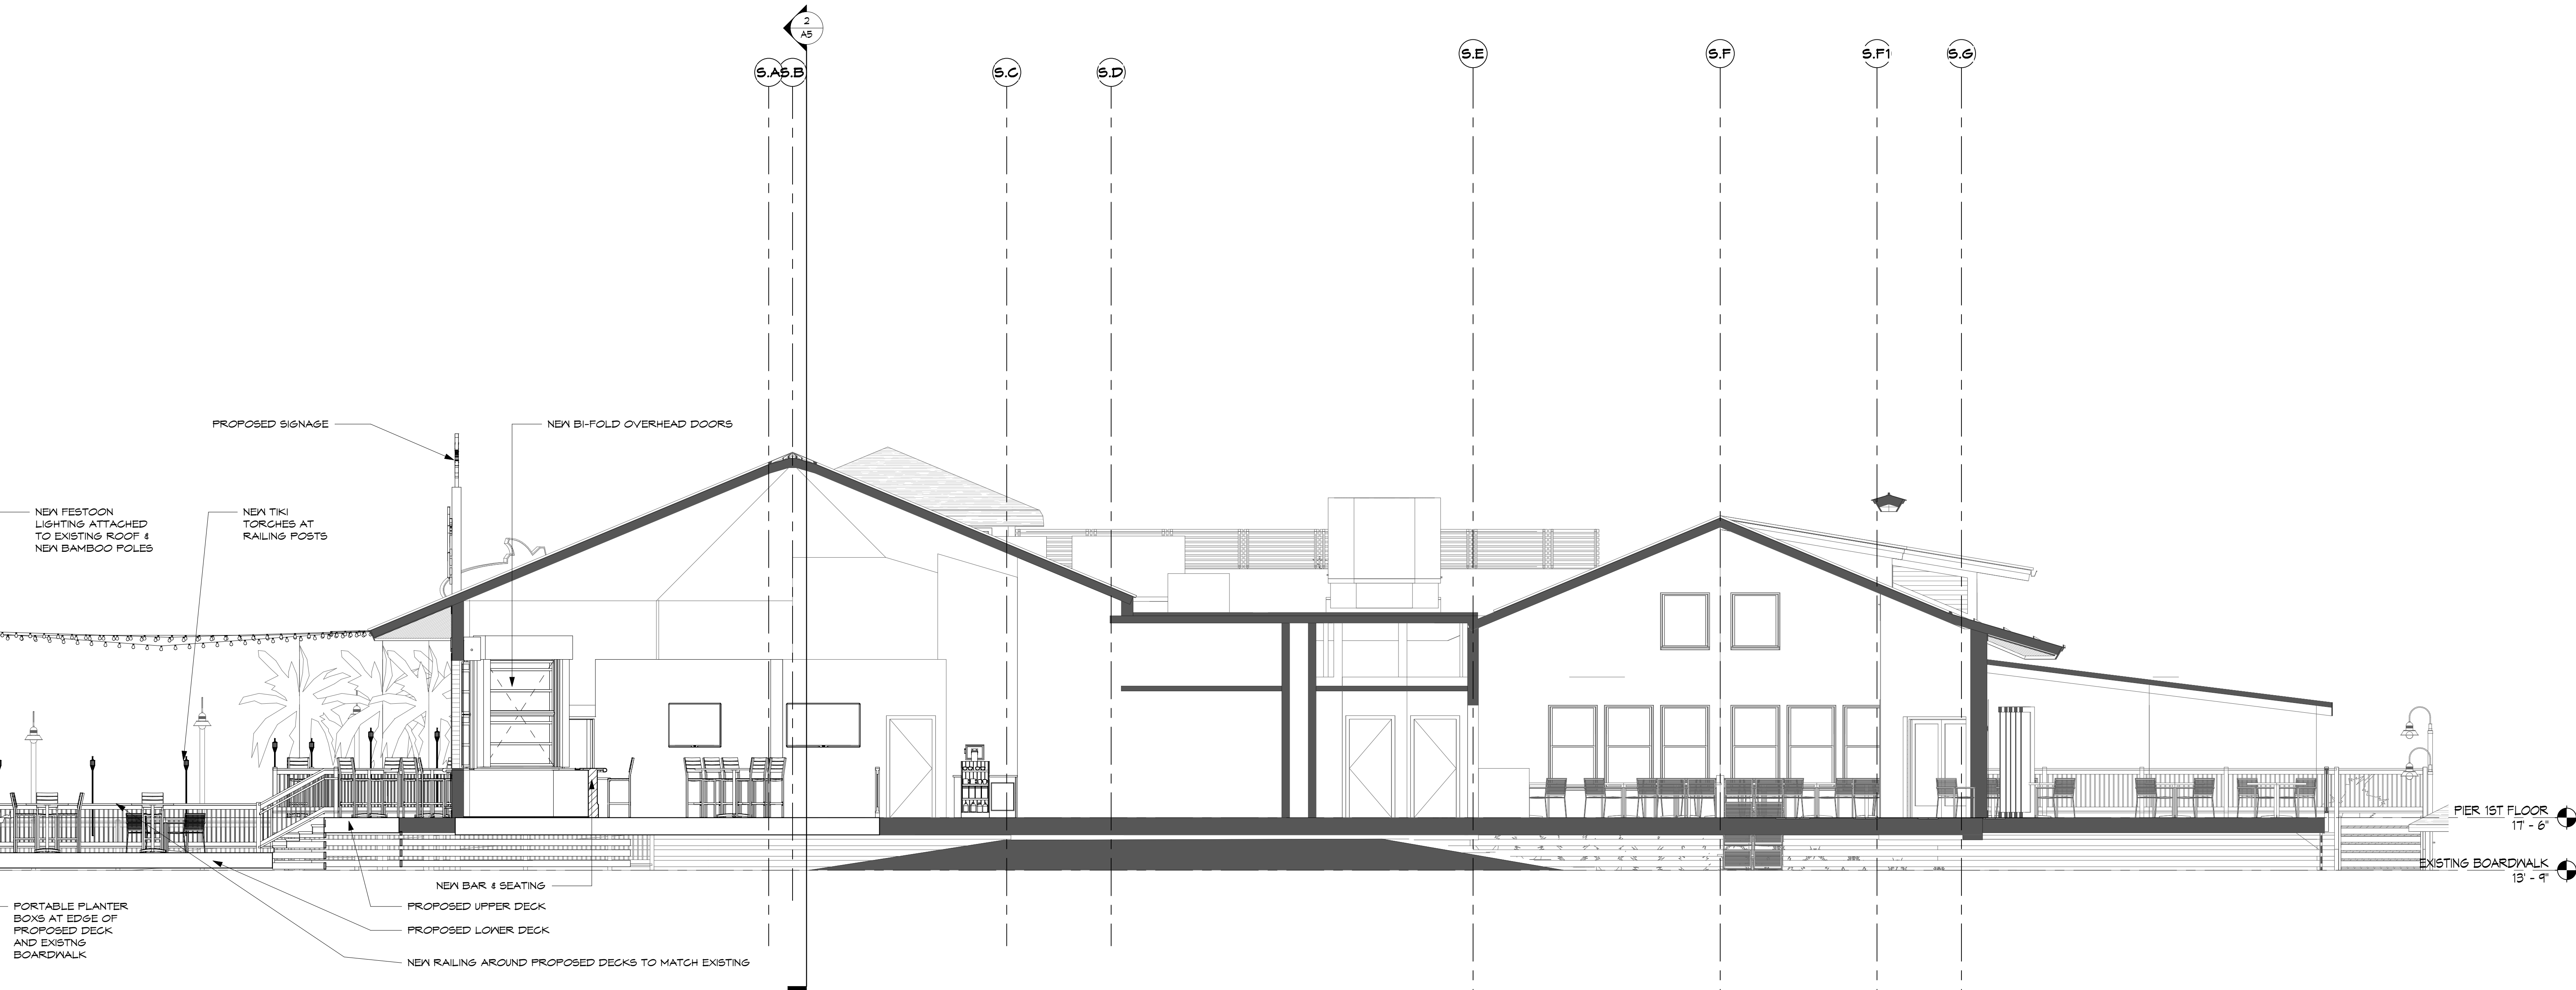 2
A5
S.A
S.B
S.C
S.D
S.E
S.F
S.F1
S.G
PROPOSED SIGNAGE
NEW BI-FOLD OVERHEAD DOORS
NEW FESTOON
LIGHTING ATTACHED
TO EXISTING ROOF &
NEW BAMBOO POLES
NEW TIKI
TORCHES AT
RAILING POSTS
PIER 1ST FLOOR
17' - 6"
EXISTING BOARDWALK
13' - 9"
NEW BAR & SEATING
PROPOSED UPPER DECK
PROPOSED LOWER DECK
NEW RAILING AROUND PROPOSED DECKS TO MATCH EXISTING
PORTABLE PLANTER
BOXS AT EDGE OF
PROPOSED DECK
AND EXISTNG
BOARDWALK